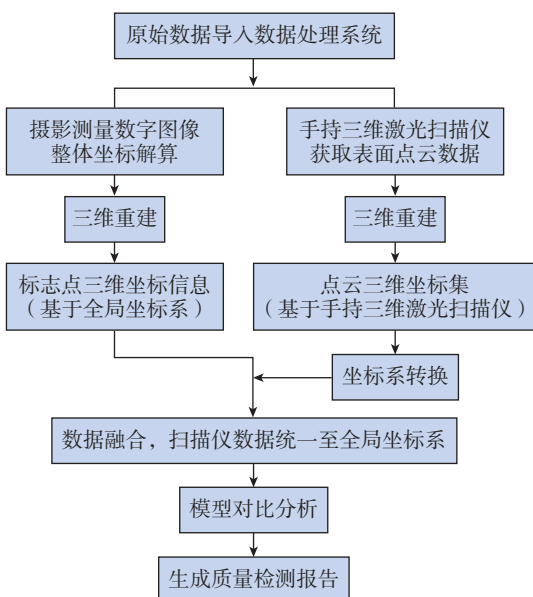 原始数据导入数据处理系统
摄影测量数字图像
整体坐标解算
手持三维激光扫描仪
获取表面点云数据
三维重建
三维重建
标志点三维坐标信息
（基于全局坐标系）
点云三维坐标集
（基于手持三维激光扫描仪）
坐标系转换
数据融合，扫描仪数据统一至全局坐标系
模型对比分析
生成质量检测报告